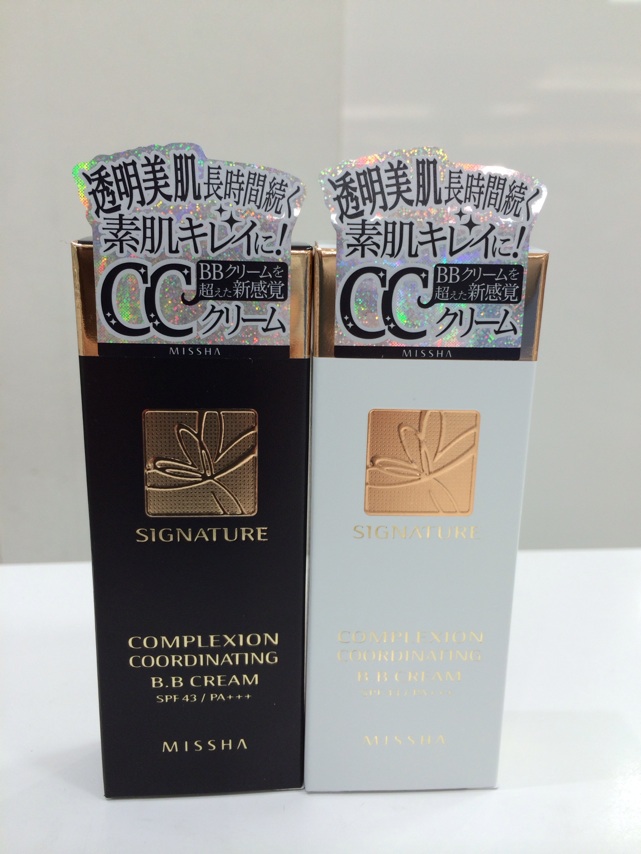 透明美肌長時間続く
素肌キレイに!
CC
BBクリームを
超えた新感覚
クリーム
MISSHA
SIGNATURE
COMPLEXION
COORDINATING
B.B CREAM
SPF 43 / PA+++
MISSHA
透明美肌長時間続く
素肌キレイに!
CC
BBクリームを
超えた新感覚
クリーム
MISSHA
SIGNATURE
COMPLEXION
COORDINATING
B.B CREAM
MISSHA